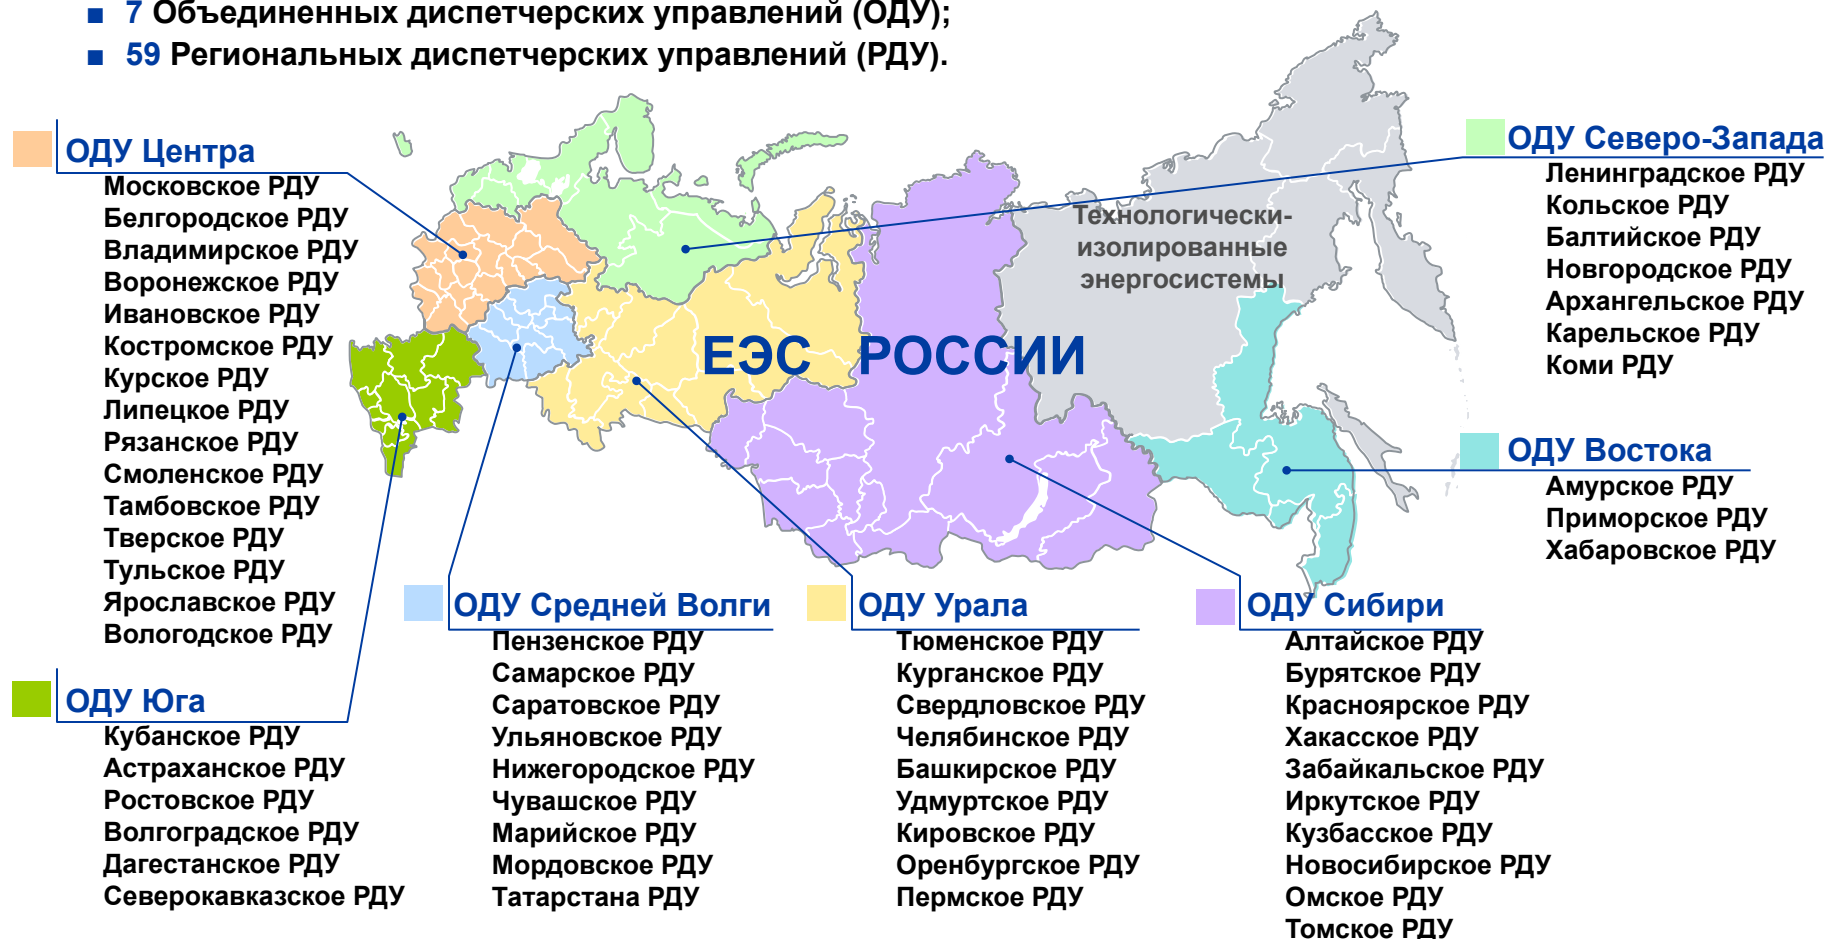 ■ 7 Объединенных диспетчерских управлений (ОДУ);
■ 59 Региональных диспетчерских управлений (РДУ).
ОДУ Центра
Московское РДУ
Белгородское РДУ
Владимирское РДУ
Воронежское РДУ
Ивановское РДУ
Костромское РДУ
Курское РДУ
Липецкое РДУ
Рязанское РДУ
Смоленское РДУ
Тамбовское РДУ
Тверское РДУ
Тульское РДУ
Ярославское РДУ
Вологодское РДУ
ОДУ Юга
Кубанское РДУ
Астраханское РДУ
Ростовское РДУ
Волгоградское РДУ
Дагестанское РДУ
Северокавказское РДУ
ЕЭС РОССИИ
Технологически-
изолированные
энергосистемы
ОДУ Средней Волги
Пензенское РДУ
Самарское РДУ
Саратовское РДУ
Ульяновское РДУ
Нижегородское РДУ
Чувашское РДУ
Марийское РДУ
Мордовское РДУ
Татарстана РДУ
ОДУ Урала
Тюменское РДУ
Курганское РДУ
Свердловское РДУ
Челябинское РДУ
Башкирское РДУ
Удмуртское РДУ
Кировское РДУ
Оренбургское РДУ
Пермское РДУ
ОДУ Сибири
Алтайское РДУ
Бурятское РДУ
Красноярское РДУ
Хакасское РДУ
Забайкальское РДУ
Иркутское РДУ
Кузбасское РДУ
Новосибирское РДУ
Омское РДУ
Томское РДУ
ОДУ Северо-Запада
Ленинградское РДУ
Кольское РДУ
Балтийское РДУ
Новгородское РДУ
Архангельское РДУ
Карельское РДУ
Коми РДУ
ОДУ Востока
Амурское РДУ
Приморское РДУ
Хабаровское РДУ